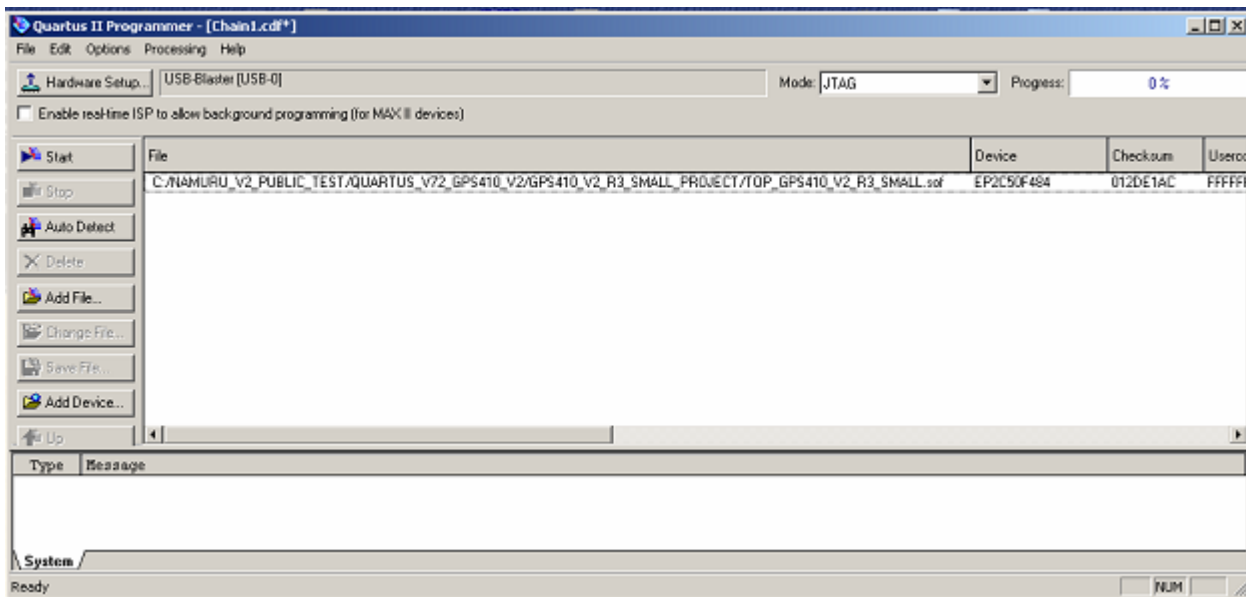 Quartus II Programmer - [Chain1.cdf*]
File Edit Options Processing Help
Hardware Setup... USB-Blaster [USB-0] Mode: JTAG Progress: 0 %
Enable real-time ISP to allow background programming (for MAX II devices)
Start File Device Checksum Userco
C:/NAMURU_V2_PUBLIC_TEST/QUARTUS_V72_GPS410_V2/GPS410_V2_R3_SMALL_PROJECT/TOP_GPS410_V2_R3_SMALL.sof EP2C50F484 012DE1AC FFFFF
Stop
Auto Detect
Delete
Add File...
Change File...
Save File...
Add Device...
Up
Type Message
System
Ready NUM